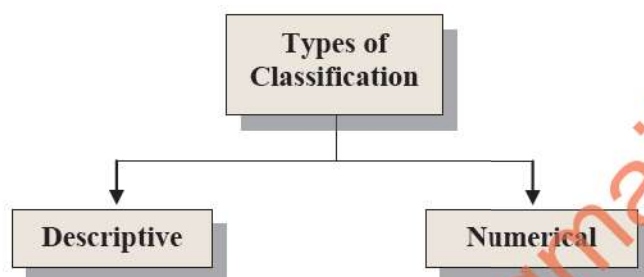 Types of
Classification
Descriptive
Numerical